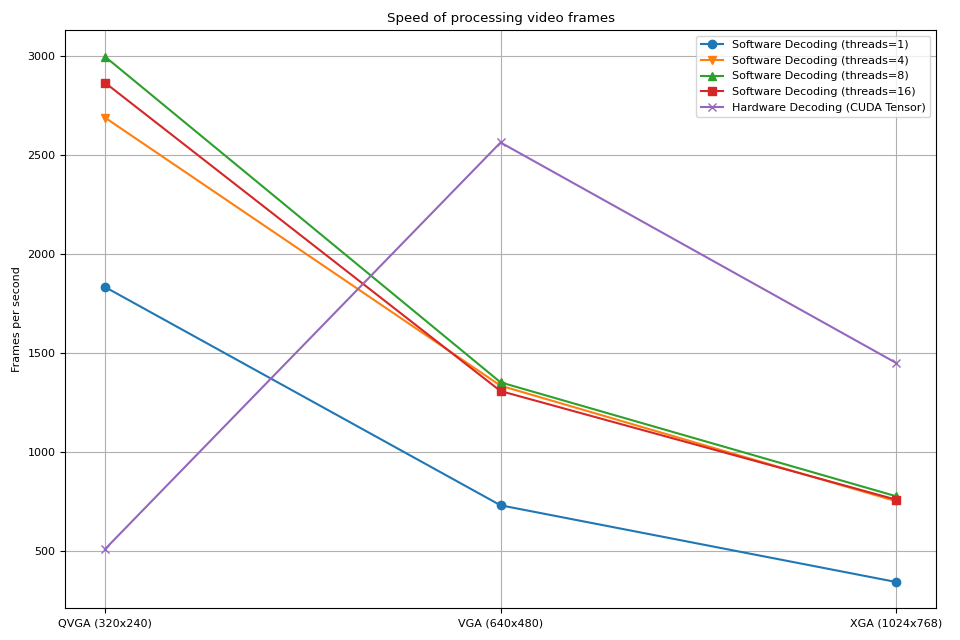 Speed of processing video frames
Software Decoding (threads=1)
Software Decoding (threads=4)
Software Decoding (threads=8)
Software Decoding (threads=16)
Hardware Decoding (CUDA Tensor)
Frames per second
3000
2500
2000
1500
1000
500
QVGA (320x240)
VGA (640x480)
XGA (1024x768)